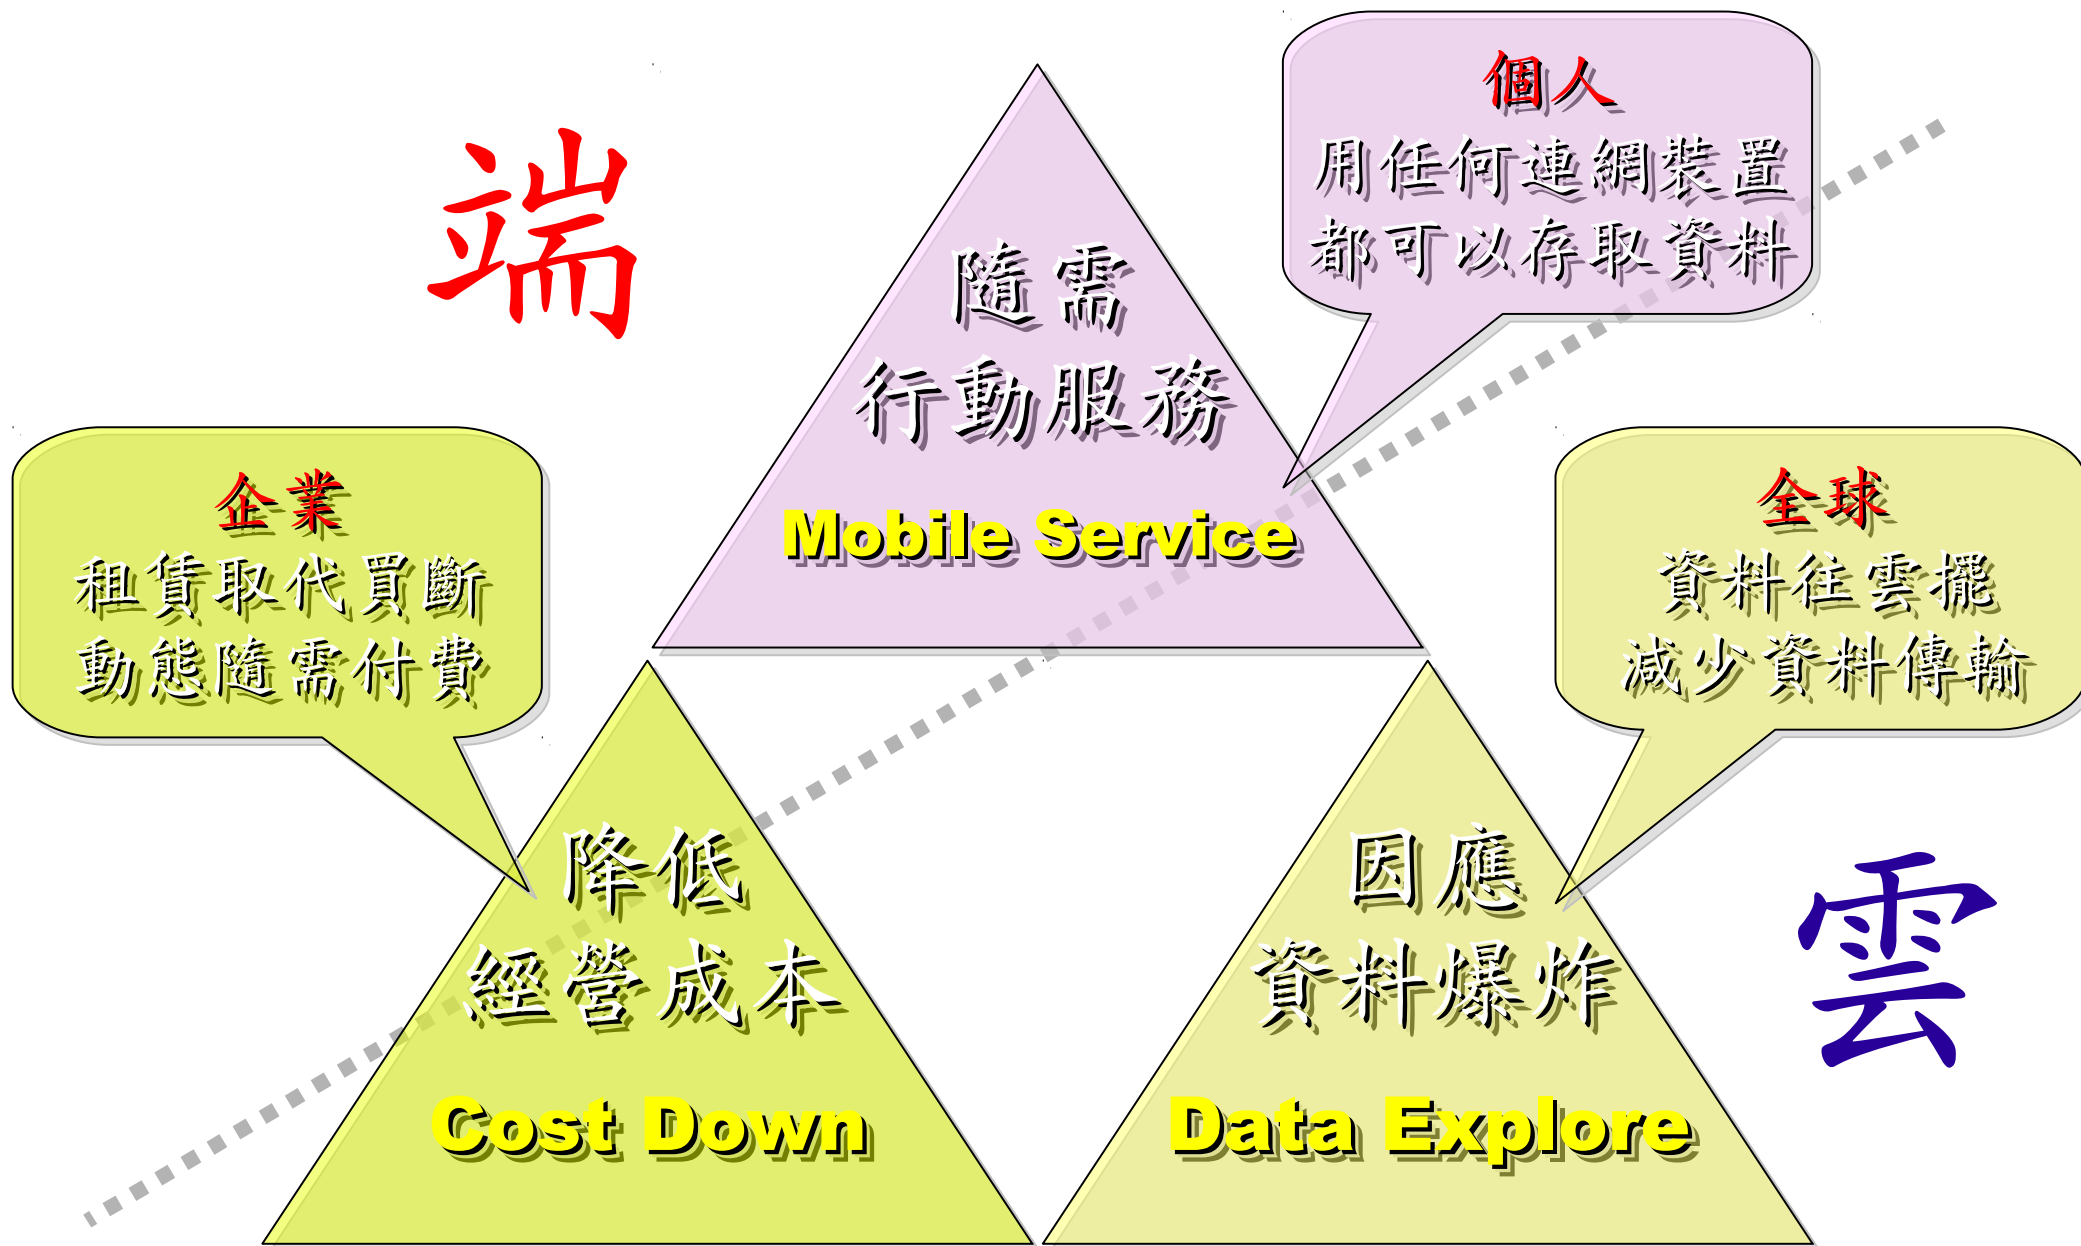 端
個人
用任何連網裝置
都可以存取資料
隨需
行動服務
Mobile Service
企業
租賃取代買斷
動態隨需付費
全球
資料往雲擺
減少資料傳輸
降低
經營成本
Cost Down
因應
資料爆炸
Data Explore
雲